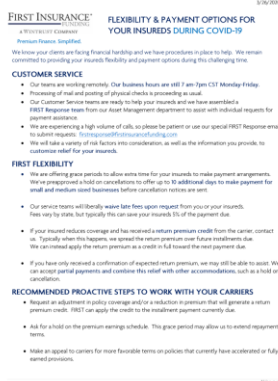 3/18/202
FIRST INSURANCE
FUNDING
A WINTRUST COMPANY
Premium Finance. Simplified.
FLEXIBILITY & PAYMENT OPTIONS FOR
YOUR INSUREDS DURING COVID-19
We know your clients are facing financial hardship and we have procedures in place to help. We remain
committed to providing your insureds flexibility and payment options during this challenging time.
CUSTOMER SERVICE
• Our teams are working remotely. Our business hours are still 7 am-7pm CST Monday-Friday.
• Processing of mail and posting of physical checks is proceeding as usual.
• Our Customer Service teams are ready to help your insureds and we have assembled a
FIRST Response team from our Asset Management department to assist with individual requests for
payment assistance.
• We are experiencing a high volume of calls, so please be patient or use our special FIRST Response ema
to submit requests: firstresponse@firstinsurancefunding.com
• We will take a variety of risk factors into consideration, as well as the information you provide, to
customize relief for your insureds.
FIRST FLEXIBILITY
• We are offering grace periods to allow extra time for your insureds to make payment arrangements.
We've preapproved a hold on cancellations to offer up to 10 additional days to make payment for
small and medium sized businesses before cancellation notices are sent.
• Our service teams will liberally waive late fees upon request from you or your insureds.
Fees vary by state, but typically this can save your insureds 5% of the payment due.
• If your insured reduces coverage and has received a return premium credit from the carrier, contact
us. Typically when this happens, we spread the return premium over future installments due.
We can instead apply the return premium as a credit in full toward the next payment due.
• If you have only received a confirmation of expected return premium, we may still be able to assist. We
can accept partial payments and combine this relief with other accommodations, such as a hold or
cancellation.
RECOMMENDED PROACTIVE STEPS TO WORK WITH YOUR CARRIERS
• Request an adjustment in policy coverage and/or a reduction in premium that will generate a return
premium credit. FIRST can apply the credit to the installment payment currently due.
• Ask for a hold on the premium earnings schedule. This grace period may allow us to extend repayment
terms.
• Make an appeal to carriers for more favorable terms on policies that currently have accelerated or fully
earned provisions.